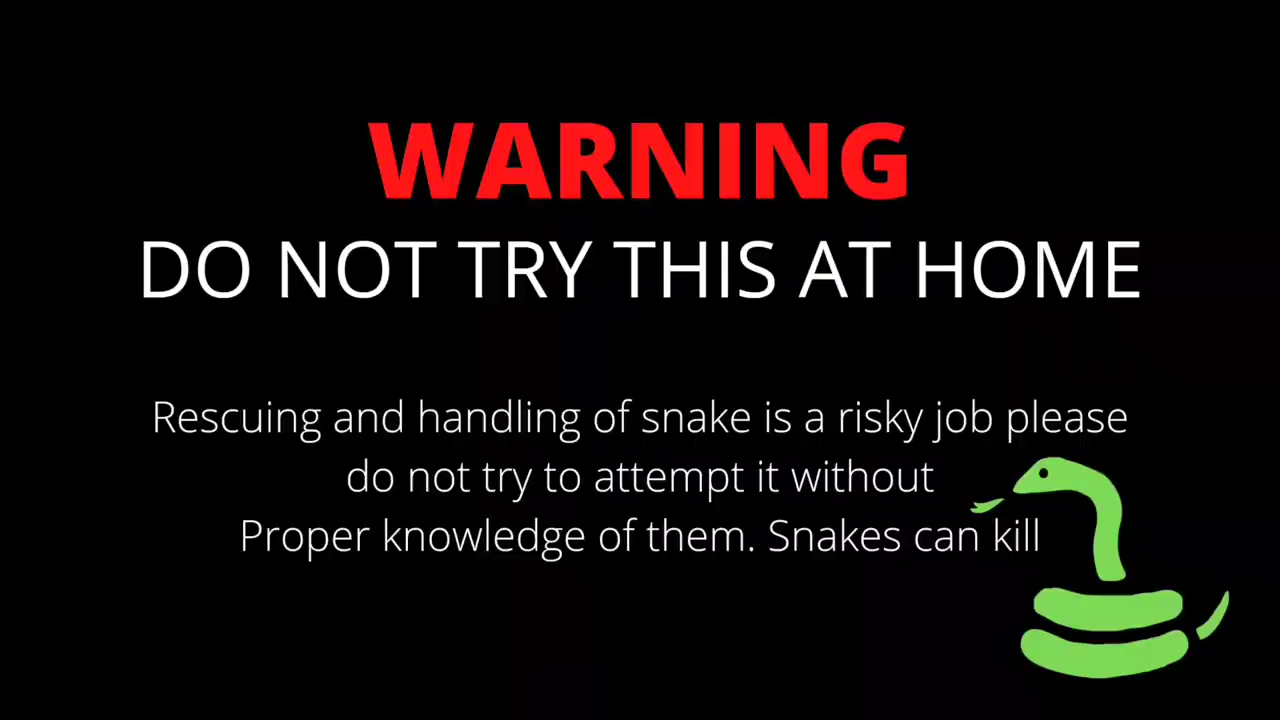 WARNING
DO NOT TRY THIS AT HOME
Rescuing and handling of snake is a risky job please
do not try to attempt it without
Proper knowledge of them. Snakes can kill